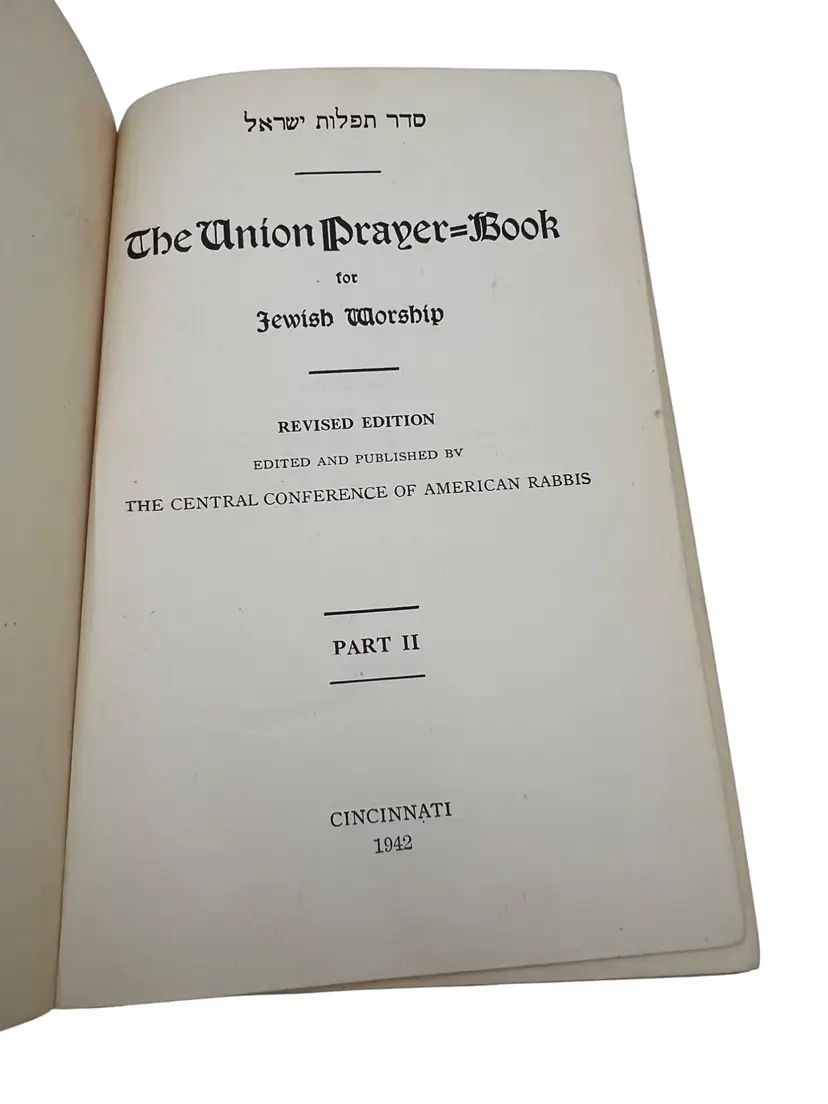 סדר תפלות ישראל
The Union Prayer=Book
for
Jewish Worship
REVISED EDITION
EDITED AND PUBLISHED BY
THE CENTRAL CONFERENCE OF AMERICAN RABBIS
PART II
CINCINNATI
1942